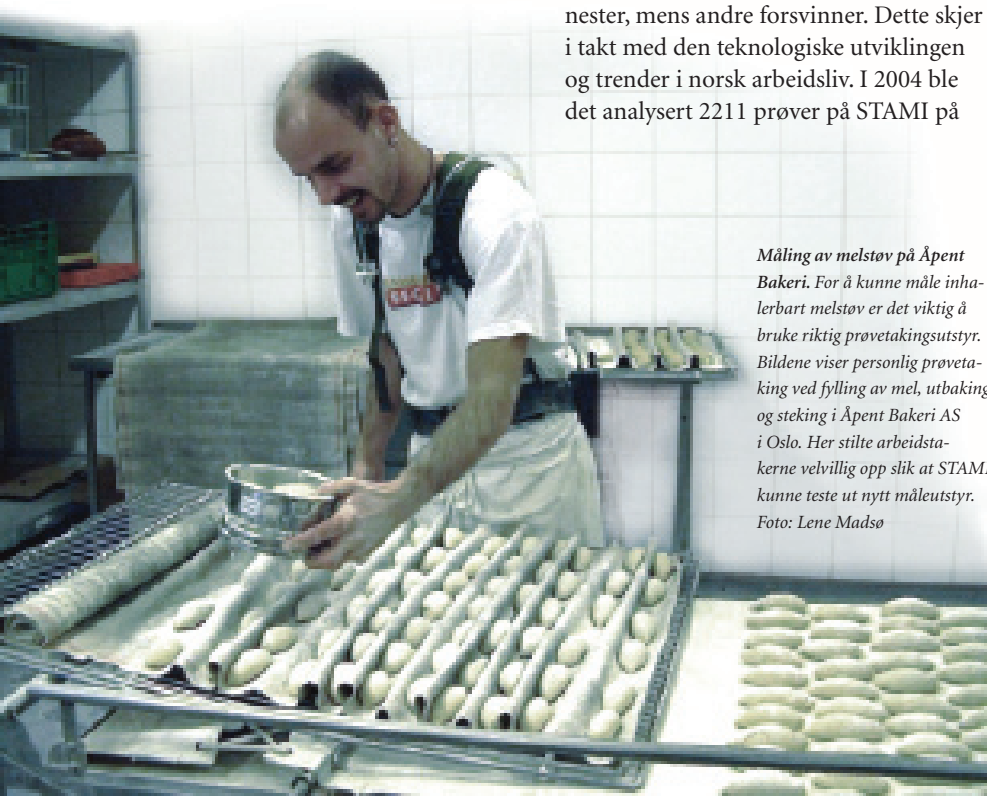 nester, mens andre forsvinner. Dette skjer
i takt med den teknologiske utviklingen
og trender i norsk arbeidsliv. I 2004 ble
det analysert 2211 prøver på STAMI på
Måling av melstøv på Åpent
Bakeri. For å kunne måle inha-
lerbart melstøv er det viktig å
bruke riktig prøvetakingsutstyr.
Bildene viser personlig prøveta-
king ved fylling av mel, utbaking
og steking i Åpent Bakeri AS
i Oslo. Her stilte arbeidsta-
kerne velvillig opp slik at STAMI
kunne teste ut nytt måleutstyr.
Foto: Lene Madsø